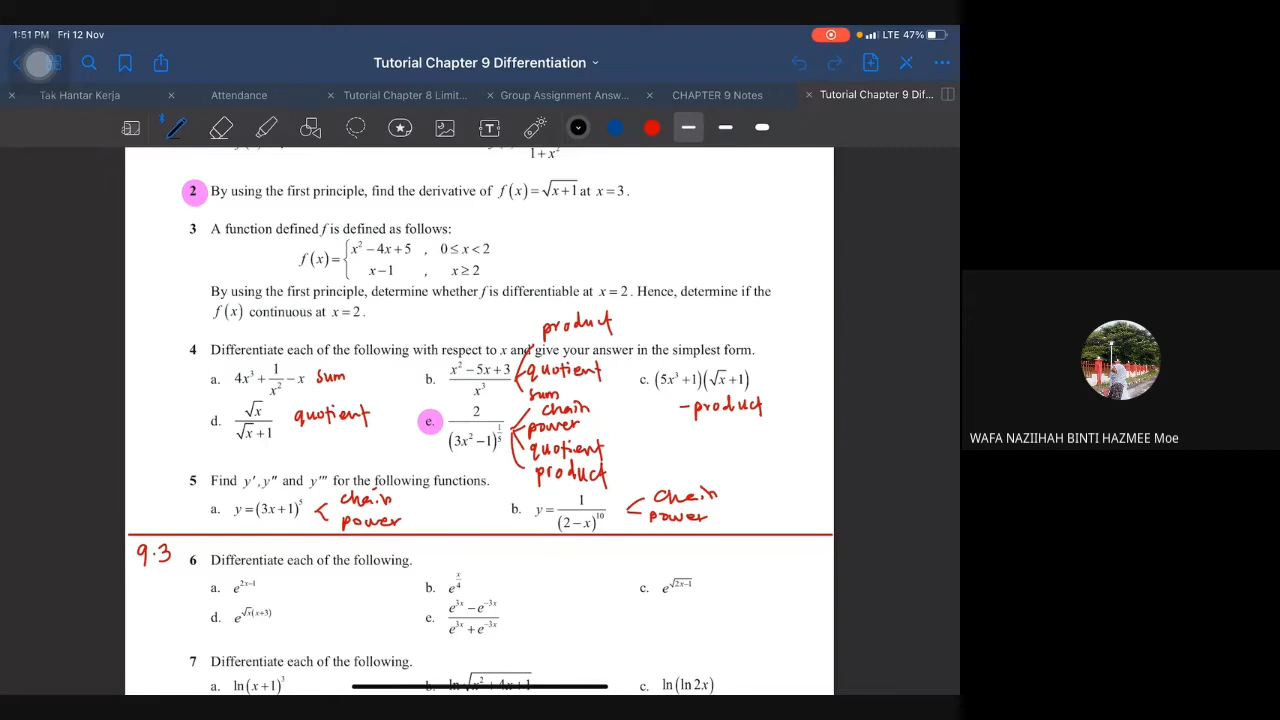 1:51 PM Fri 12 Nov
LTE 47%
Tutorial Chapter 9 Differentiation
Tak Hantar Kerja
Attendance
Tutorial Chapter 8 Limit...
Group Assignment Answ...
CHAPTER 9 Notes
Tutorial Chapter 9 Dif...
1 + x²
2 By using the first principle, find the derivative of f(x) = √(x+1) at x = 3.
3 A function defined f is defined as follows:
f(x) = { x² − 4x + 5 , 0 ≤ x < 2
x − 1 , x ≥ 2
By using the first principle, determine whether f is differentiable at x = 2. Hence, determine if the
f(x) continuous at x = 2.
product
4 Differentiate each of the following with respect to x and give your answer in the simplest form.
a. 4x³ + 1/x² − x sum
b. (x² − 5x + 3)/x³ quotient
sum
c. (5x³ + 1)(√x + 1)
- product
d. √x/(√x + 1) quotient
e. 2/(3x² − 1)^(1/5) chain
power
quotient
product
5 Find y', y'' and y''' for the following functions.
a. y = (3x + 1)⁵ chain
power
b. y = 1/(2 − x)¹⁰ chain
power
9.3
6 Differentiate each of the following.
a. e^(2x−1)
b. e^(x/4)
c. e^(√(2x−1))
d. e^(√x(x+3))
e. (e^(3x) − e^(−3x))/(e^(3x) + e^(−3x))
7 Differentiate each of the following.
a. ln(x + 1)³
b. ln √(x² + 4x + 1)
c. ln(ln 2x)
WAFA NAZIIHAH BINTI HAZMEE Moe